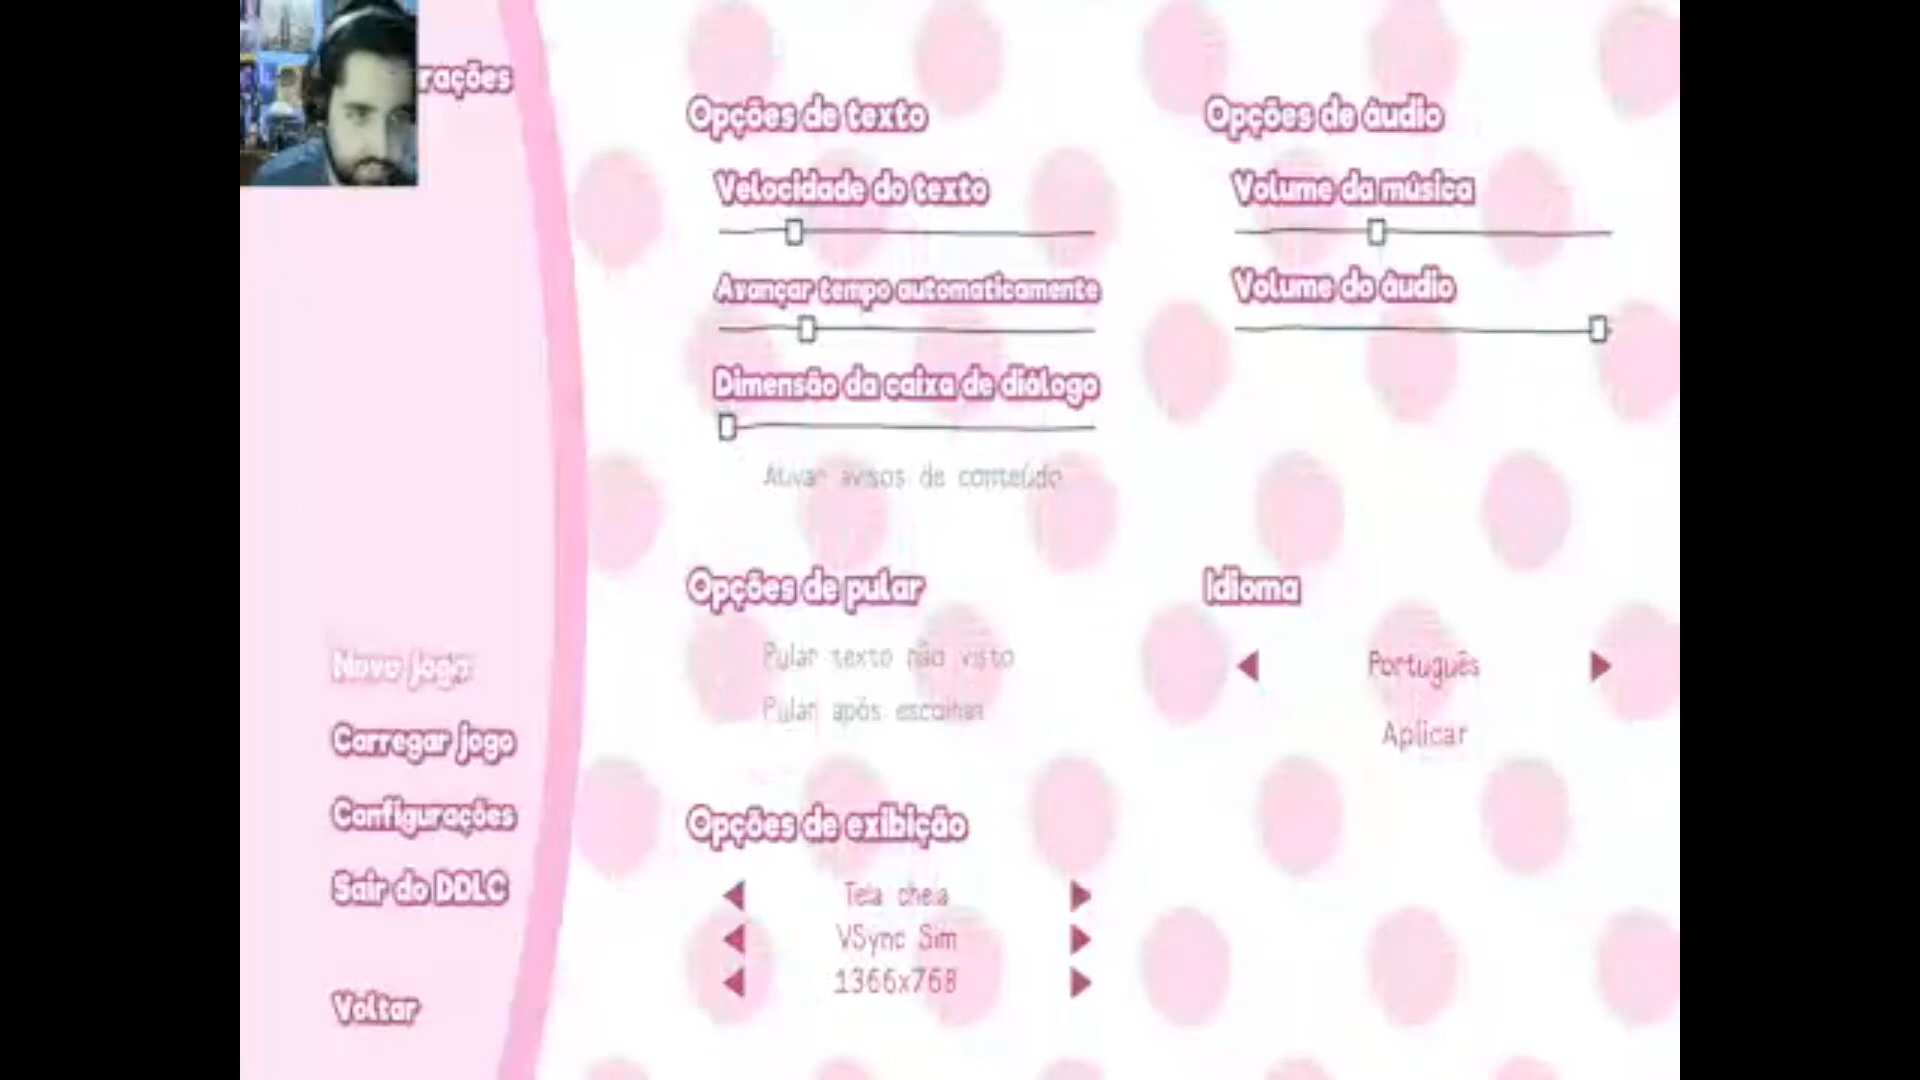 rações
Opções de texto
Velocidade do texto
Avançar tempo automaticamente
Dimensão da caixa de diálogo
Ativar avisos de conteúdo
Opções de pular
Pular texto não visto
Pular após escolhas
Opções de exibição
Tela cheia
VSync Sim
1366x768
Opções de áudio
Volume da música
Volume do áudio
Idioma
Português
Aplicar
Novo jogo
Carregar jogo
Configurações
Sair do DDLC
Voltar